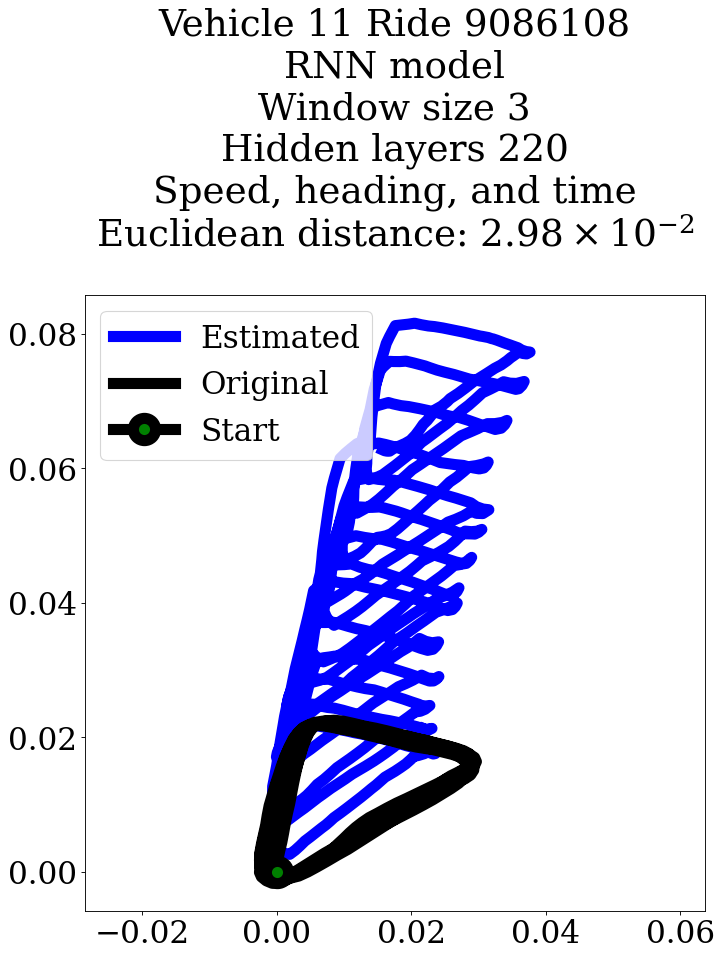 Vehicle 11 Ride 9086108
RNN model
Window size 3
Hidden layers 220
Speed, heading, and time
Euclidean distance: 2.98 × 10⁻²
Estimated
Original
Start
0.08
0.06
0.04
0.02
0.00
−0.02 0.00 0.02 0.04 0.06